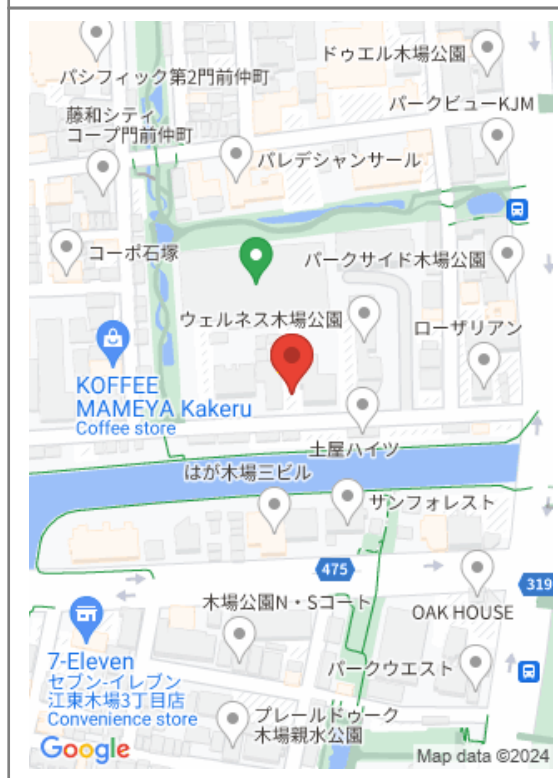 ドゥエル木場公園
パシフィック第2門前仲町
パークビューKJM
藤和シティ
コープ門前仲町
パレデシャンサール
コーポ石塚
パークサイド木場公園
ウェルネス木場公園
ローザリアン
KOFFEE
MAMEYA Kakeru
Coffee store
土屋ハイツ
はが木場三ビル
サンフォレスト
475
319
木場公園N・Sコート
OAK HOUSE
7-Eleven
セブン-イレブン
江東木場3丁目店
Convenience store
パークウエスト
プレールドゥーク
木場親水公園
Google
Map data ©2024